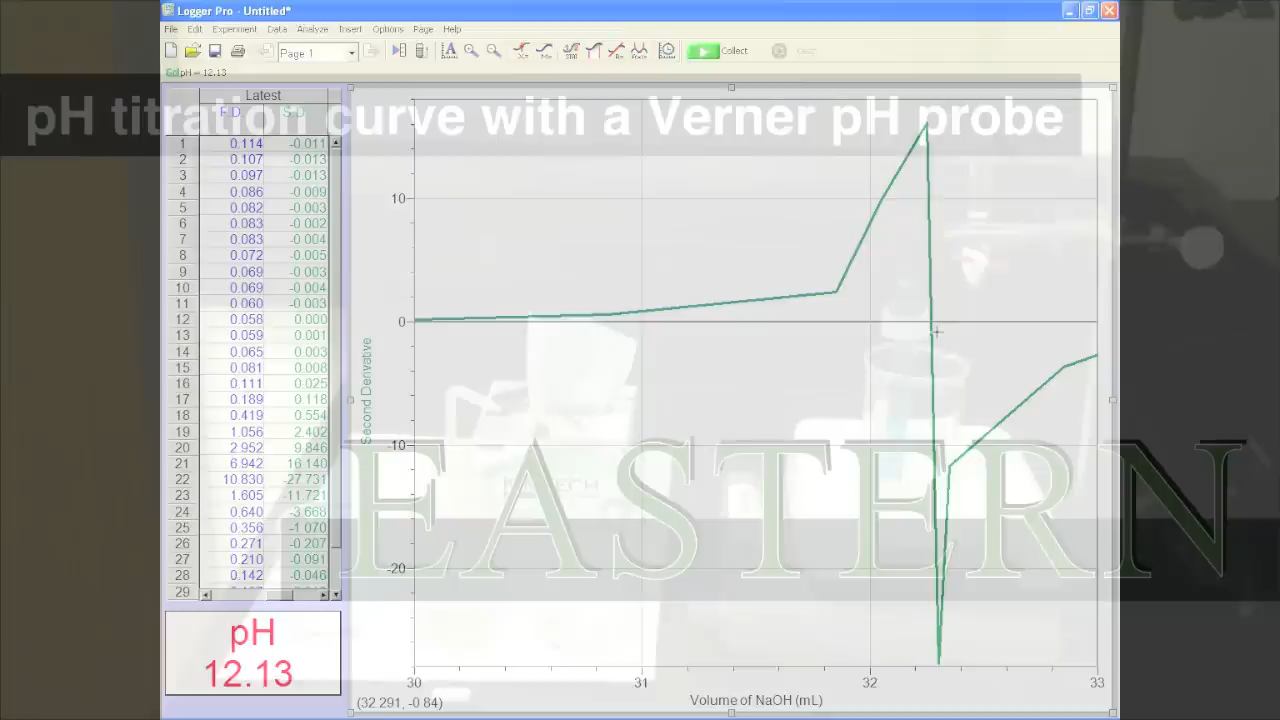 Logger Pro - Untitled*
File Edit Experiment Data Analyze Insert Options Page Help
Page 1
Collect
pH = 12.13
pH titration curve with a Verner pH probe
Latest
F D S D
1 0.114 -0.011
2 0.107 -0.013
3 0.097 -0.013
4 0.086 -0.009
5 0.082 -0.003
6 0.083 -0.002
7 0.083 -0.004
8 0.072 -0.005
9 0.069 -0.003
10 0.069 -0.004
11 0.060 -0.003
12 0.058 0.000
13 0.059 0.001
14 0.065 0.003
15 0.081 0.008
16 0.111 0.025
17 0.189 0.118
18 0.419 0.554
19 1.056 2.402
20 2.952 9.846
21 6.942 16.140
22 10.830 -27.731
23 1.605 -11.721
24 0.640 -3.668
25 0.356 -1.070
26 0.271 -0.207
27 0.210 -0.091
28 0.142 -0.046
29
pH
12.13
10
0
-10
-20
Second Derivative
EASTERN
30 31 32 33
Volume of NaOH (mL)
(32.291, -0.84)